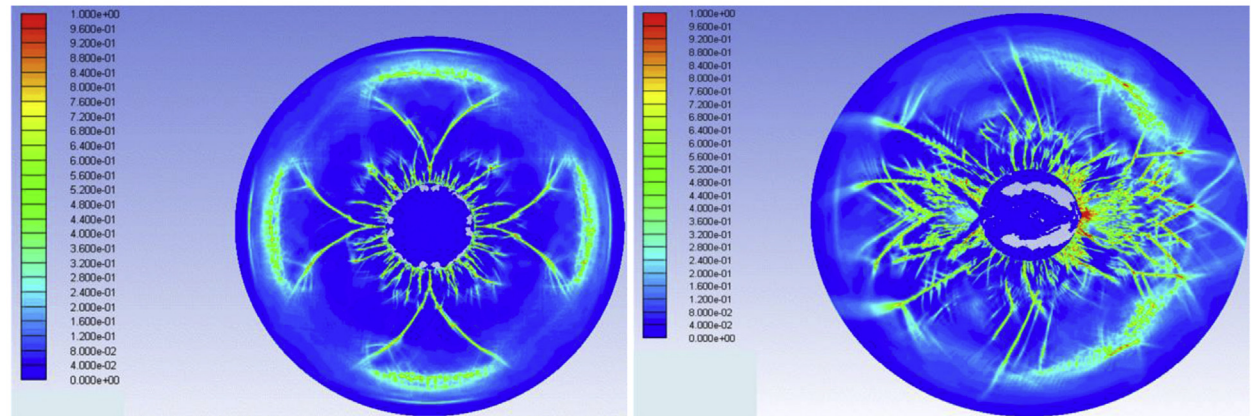 1.000e+00
9.600e-01
9.200e-01
8.800e-01
8.400e-01
8.000e-01
7.600e-01
7.200e-01
6.800e-01
6.400e-01
6.000e-01
5.600e-01
5.200e-01
4.800e-01
4.400e-01
4.000e-01
3.600e-01
3.200e-01
2.800e-01
2.400e-01
2.000e-01
1.600e-01
1.200e-01
8.000e-02
4.000e-02
0.000e+00
1.000e+00
9.600e-01
9.200e-01
8.800e-01
8.400e-01
8.000e-01
7.600e-01
7.200e-01
6.800e-01
6.400e-01
6.000e-01
5.600e-01
5.200e-01
4.800e-01
4.400e-01
4.000e-01
3.600e-01
3.200e-01
2.800e-01
2.400e-01
2.000e-01
1.600e-01
1.200e-01
8.000e-02
4.000e-02
0.000e+00